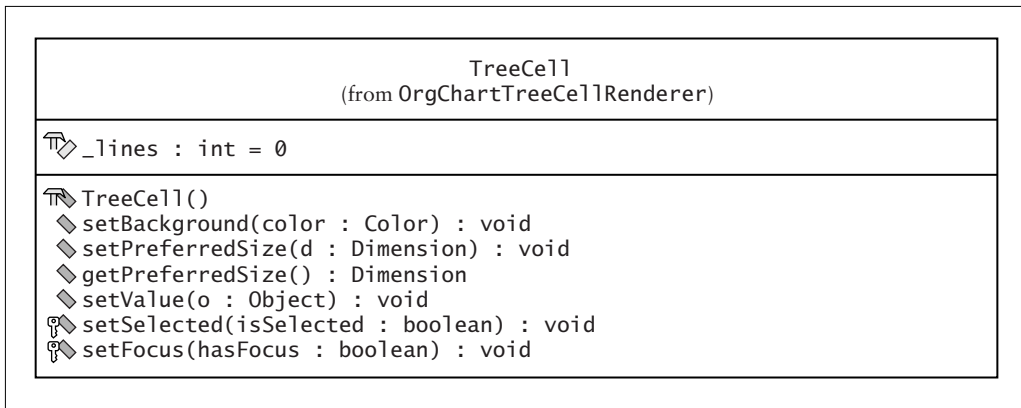 TreeCell
(from OrgChartTreeCellRenderer)
_lines : int = 0
TreeCell()
setBackground(color : Color) : void
setPreferredSize(d : Dimension) : void
getPreferredSize() : Dimension
setValue(o : Object) : void
setSelected(isSelected : boolean) : void
setFocus(hasFocus : boolean) : void